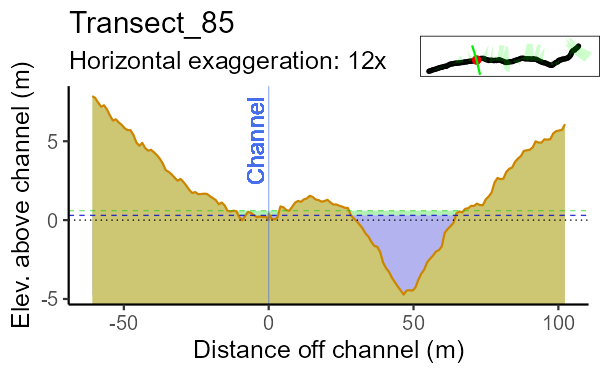 Transect_85
Horizontal exaggeration: 12x
Elev. above channel (m)
Channel
5
0
-5
-50
0
50
100
Distance off channel (m)